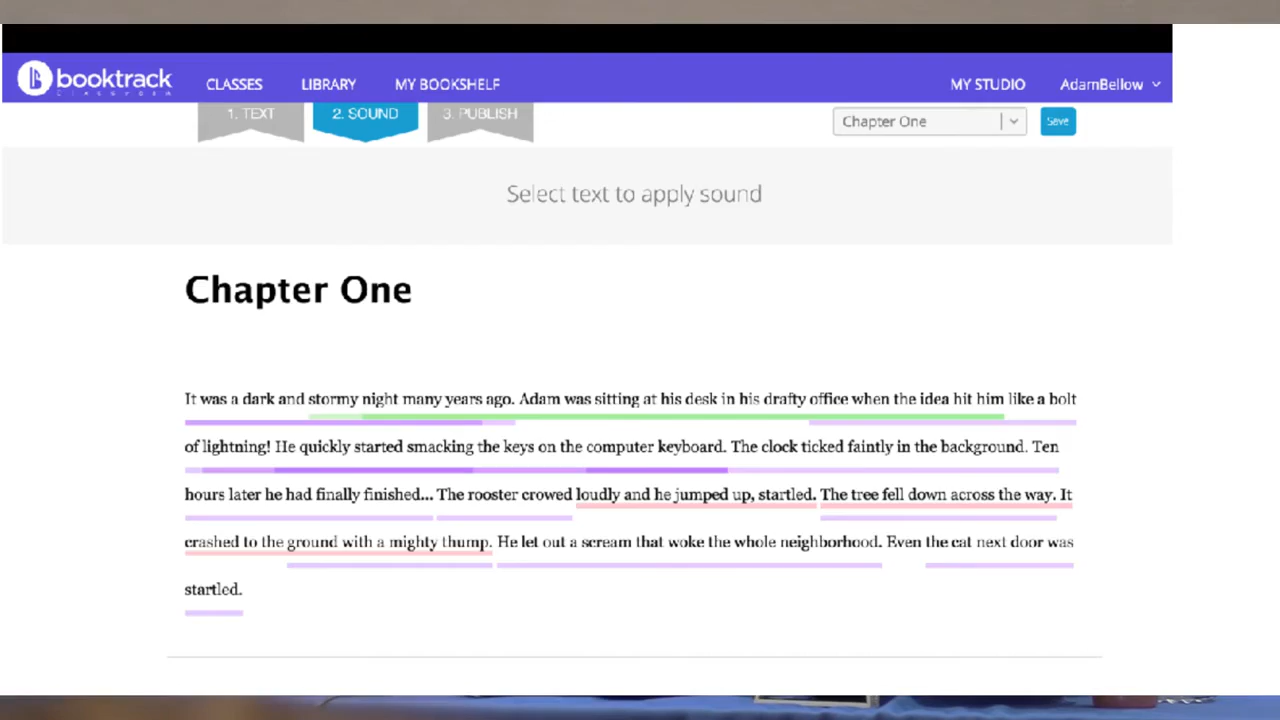 booktrack
CLASSROOM
CLASSES LIBRARY MY BOOKSHELF MY STUDIO AdamBellow
1. TEXT 2. SOUND 3. PUBLISH Chapter One Save
Select text to apply sound
Chapter One
It was a dark and stormy night many years ago. Adam was sitting at his desk in his drafty office when the idea hit him like a bolt
of lightning! He quickly started smacking the keys on the computer keyboard. The clock ticked faintly in the background. Ten
hours later he had finally finished... The rooster crowed loudly and he jumped up, startled. The tree fell down across the way. It
crashed to the ground with a mighty thump. He let out a scream that woke the whole neighborhood. Even the cat next door was
startled.